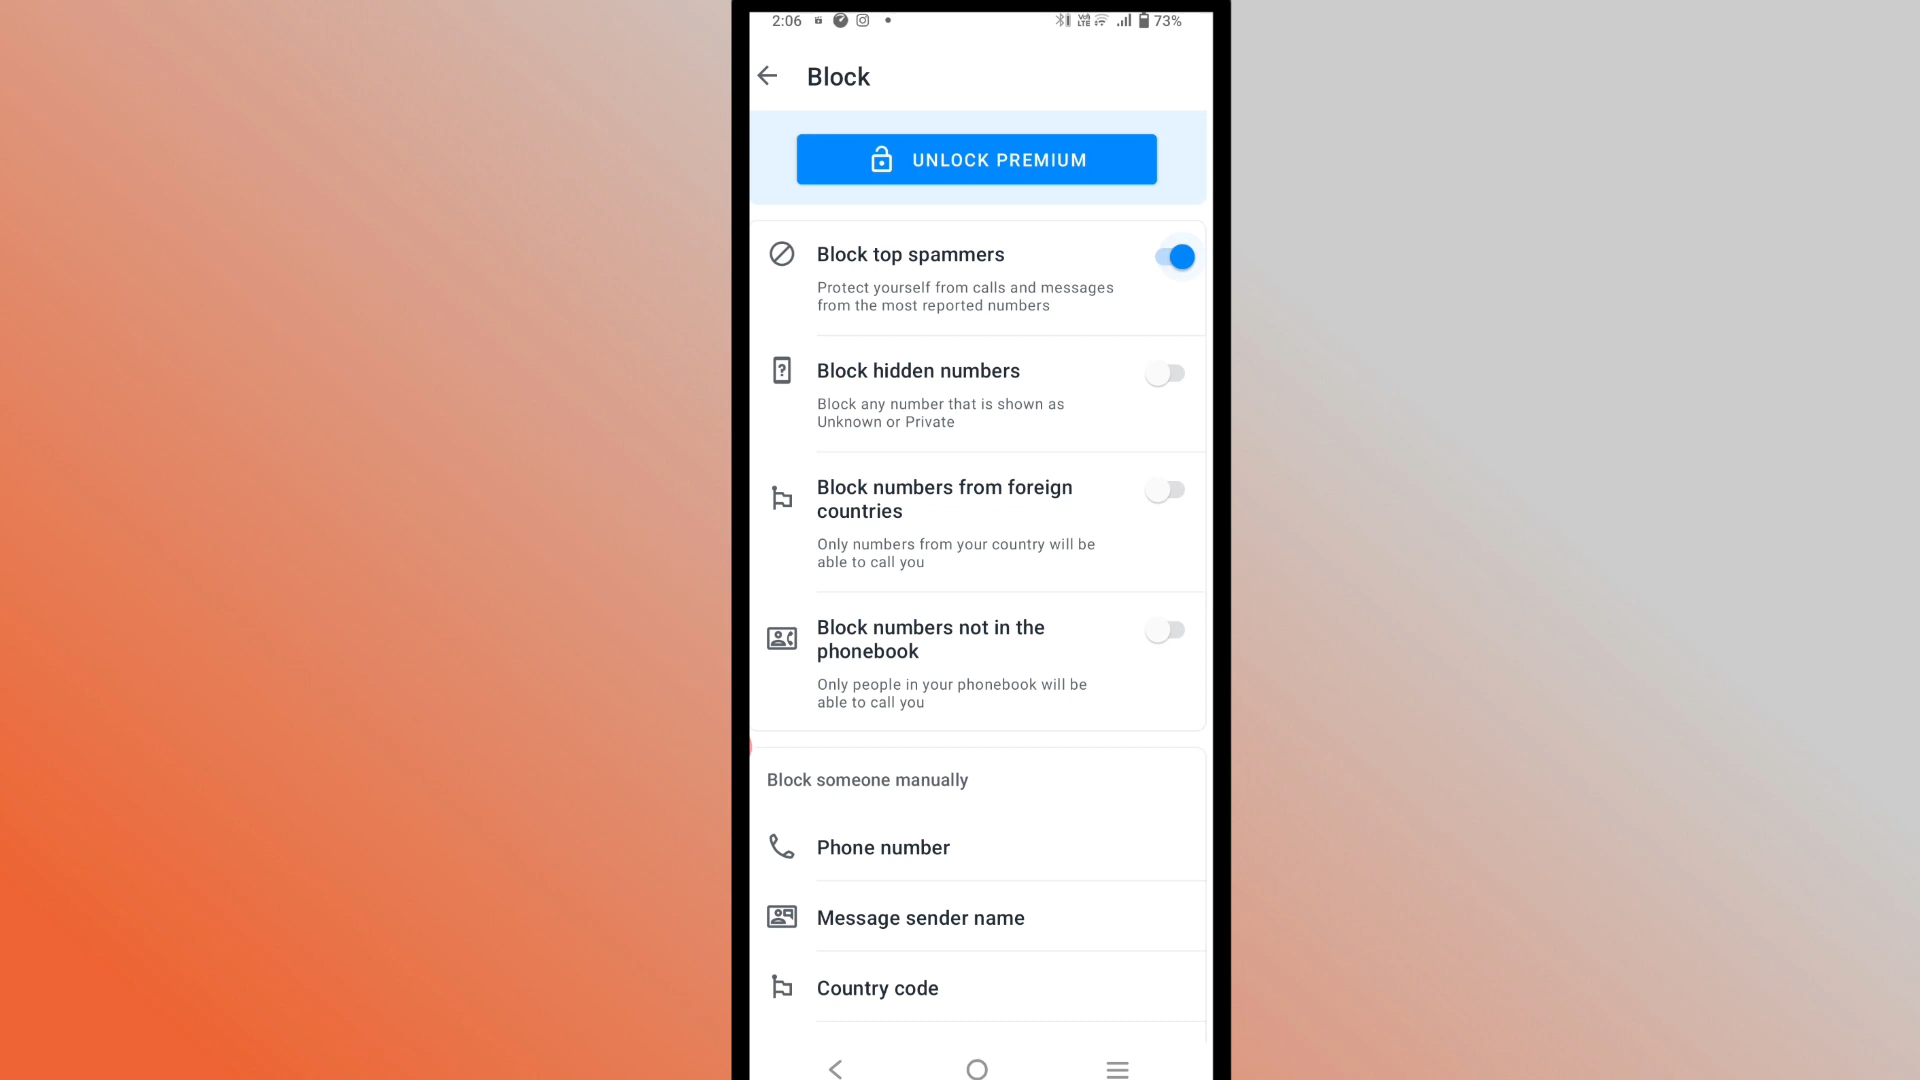 2:06
VoLTE
73%
Block
UNLOCK PREMIUM
Block top spammers
Protect yourself from calls and messages
from the most reported numbers
?
Block hidden numbers
Block any number that is shown as
Unknown or Private
Block numbers from foreign
countries
Only numbers from your country will be
able to call you
Block numbers not in the
phonebook
Only people in your phonebook will be
able to call you
Block someone manually
Phone number
Message sender name
Country code